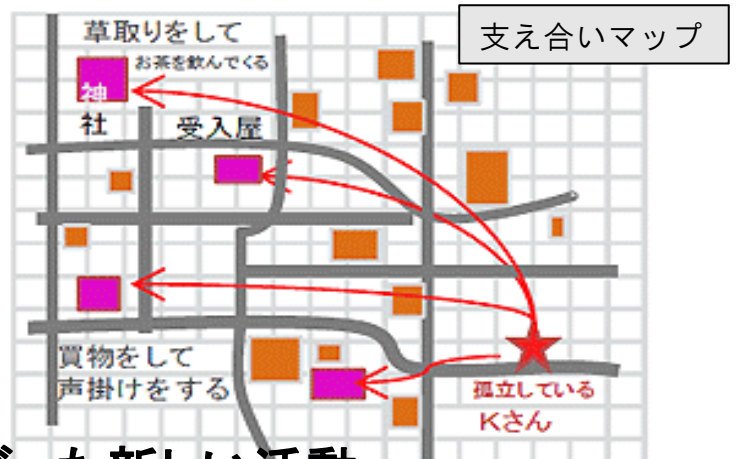 支え合いマップ
草取りをして
お茶を飲んでくる
神
社
受入屋
買物をして
声掛けをする
孤立している
Kさん